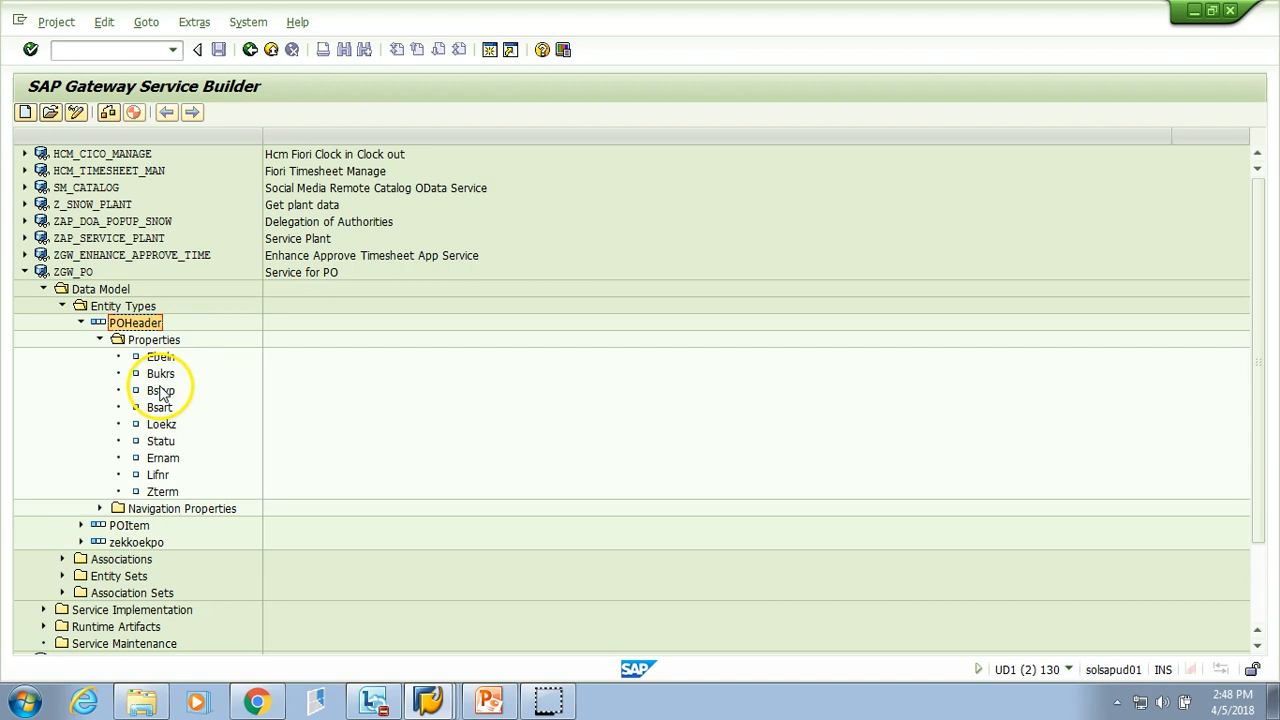 Project Edit Goto Extras System Help
SAP Gateway Service Builder
HCM_CICO_MANAGE Hcm Fiori Clock in Clock out
HCM_TIMESHEET_MAN Fiori Timesheet Manage
SM_CATALOG Social Media Remote Catalog OData Service
Z_SNOW_PLANT Get plant data
ZAP_DOA_POPUP_SNOW Delegation of Authorities
ZAP_SERVICE_PLANT Service Plant
ZGW_ENHANCE_APPROVE_TIME Enhance Approve Timesheet App Service
ZGW_PO Service for PO
Data Model
Entity Types
POHeader
Properties
Ebeln
Bukrs
Bsart
Loekz
Statu
Ernam
Lifnr
Zterm
Navigation Properties
POItem
zekkoekpo
Associations
Entity Sets
Association Sets
Service Implementation
Runtime Artifacts
Service Maintenance
SAP UD1 (2) 130 solsapud01 INS
2:48 PM
4/5/2018